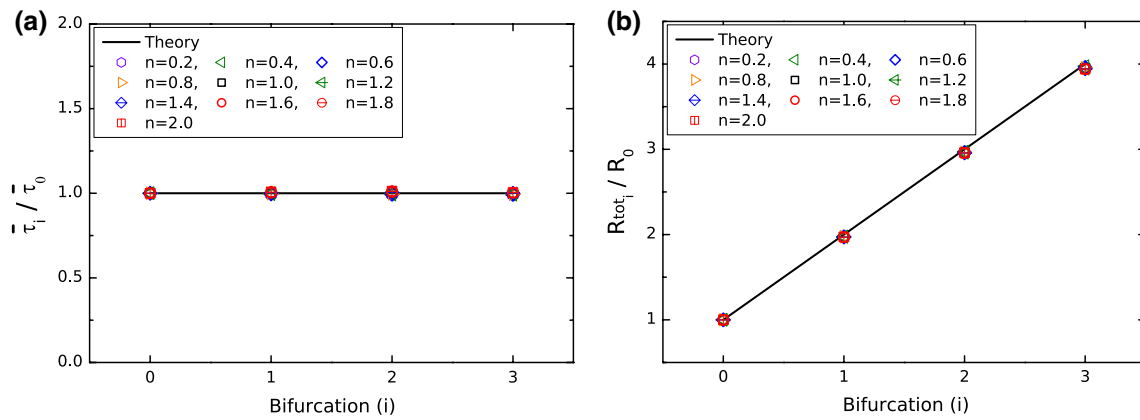 (a)
2.0
1.5
1.0
0.5
0.0
τ̅i / τ̅0
Theory
n=0.2, n=0.4, n=0.6
n=0.8, n=1.0, n=1.2
n=1.4, n=1.6, n=1.8
n=2.0
0 1 2 3
Bifurcation (i)
(b)
4
3
2
1
Rtoti / R0
Theory
n=0.2, n=0.4, n=0.6
n=0.8, n=1.0, n=1.2
n=1.4, n=1.6, n=1.8
n=2.0
0 1 2 3
Bifurcation (i)